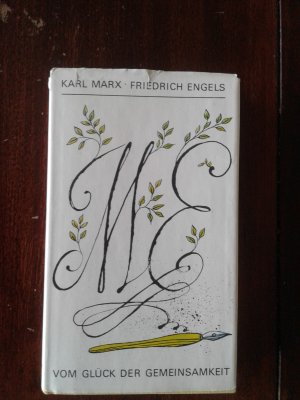 KARL MARX · FRIEDRICH ENGELS
ME
VOM GLÜCK DER GEMEINSAMKEIT